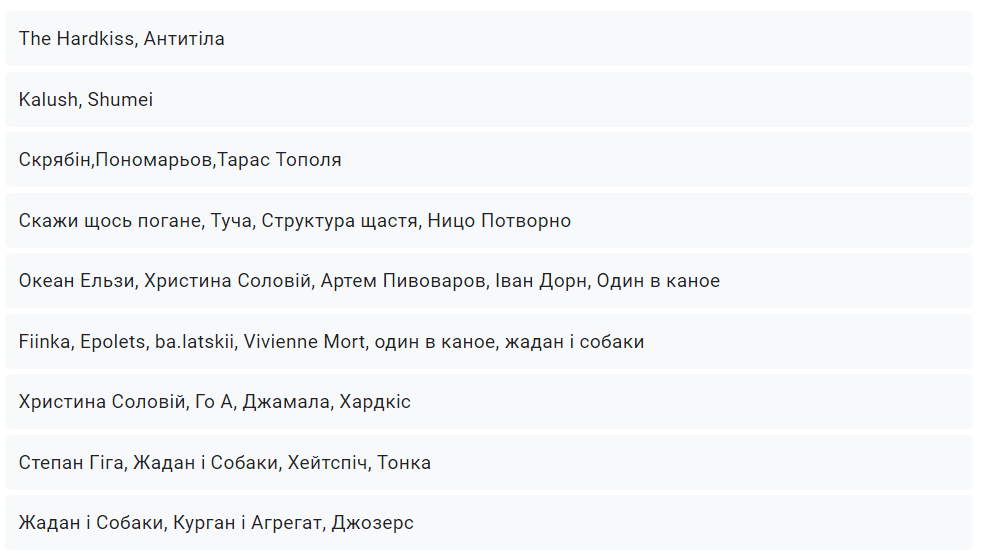 The Hardkiss, Антитіла
Kalush, Shumei
Скрябін,Пономарьов,Тарас Тополя
Скажи щось погане, Туча, Структура щастя, Ницо Потворно
Океан Ельзи, Христина Соловій, Артем Пивоваров, Іван Дорн, Один в каное
Fiinka, Epolets, ba.latskii, Vivienne Mort, один в каное, жадан і собаки
Христина Соловій, Го А, Джамала, Хардкіс
Степан Гіга, Жадан і Собаки, Хейтспіч, Тонка
Жадан і Собаки, Курган і Агрегат, Джозерс